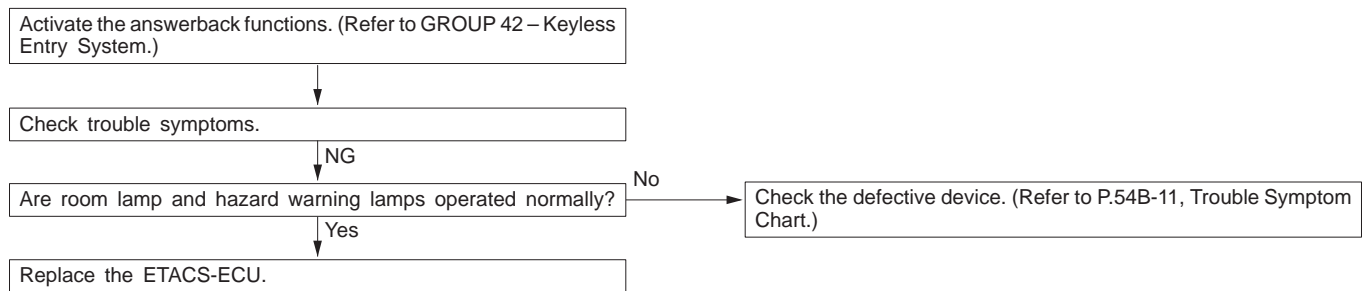 Activate the answerback functions. (Refer to GROUP 42 – Keyless
Entry System.)
Check trouble symptoms.
NG
Are room lamp and hazard warning lamps operated normally?
No
Check the defective device. (Refer to P.54B-11, Trouble Symptom
Chart.)
Yes
Replace the ETACS-ECU.